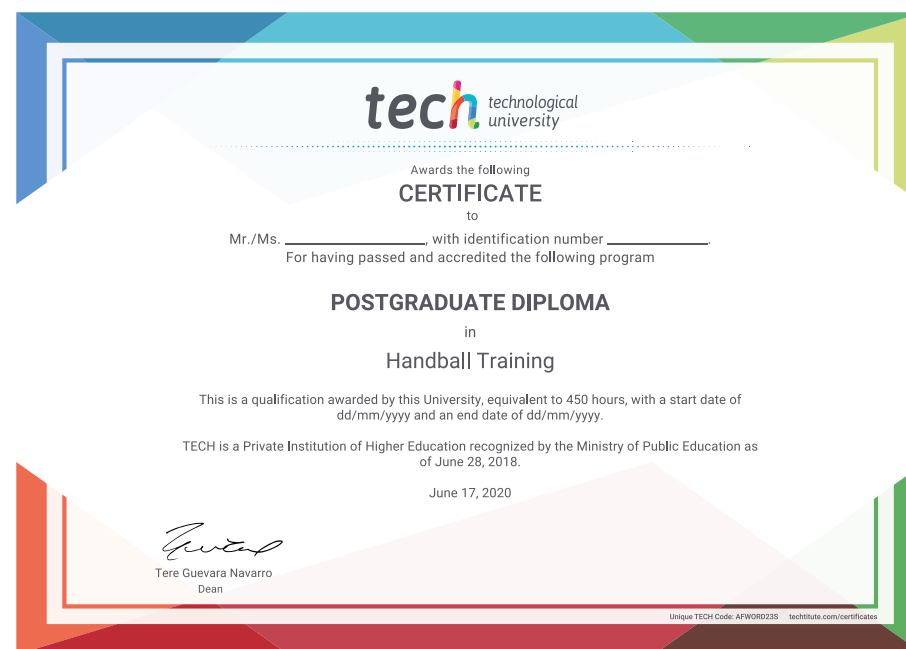 tech technological
university
Awards the following
CERTIFICATE
to
Mr./Ms. ____________________, with identification number ______________.
For having passed and accredited the following program
POSTGRADUATE DIPLOMA
in
Handball Training
This is a qualification awarded by this University, equivalent to 450 hours, with a start date of
dd/mm/yyyy and an end date of dd/mm/yyyy.
TECH is a Private Institution of Higher Education recognized by the Ministry of Public Education as
of June 28, 2018.
June 17, 2020
Tere Guevara Navarro
Dean
Unique TECH Code: AFWORD23S techtitute.com/certificates